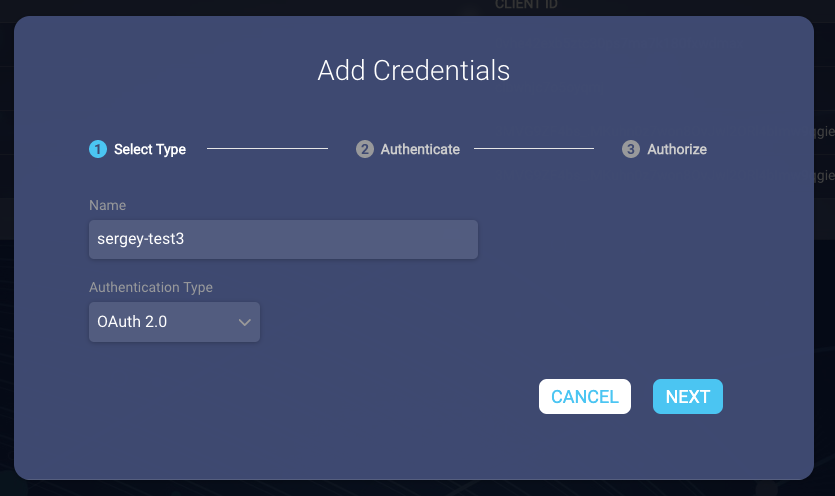 CLIENT ID
Add Credentials
1 Select Type 2 Authenticate 3 Authorize
Name
sergey-test3
Authentication Type
OAuth 2.0
CANCEL NEXT